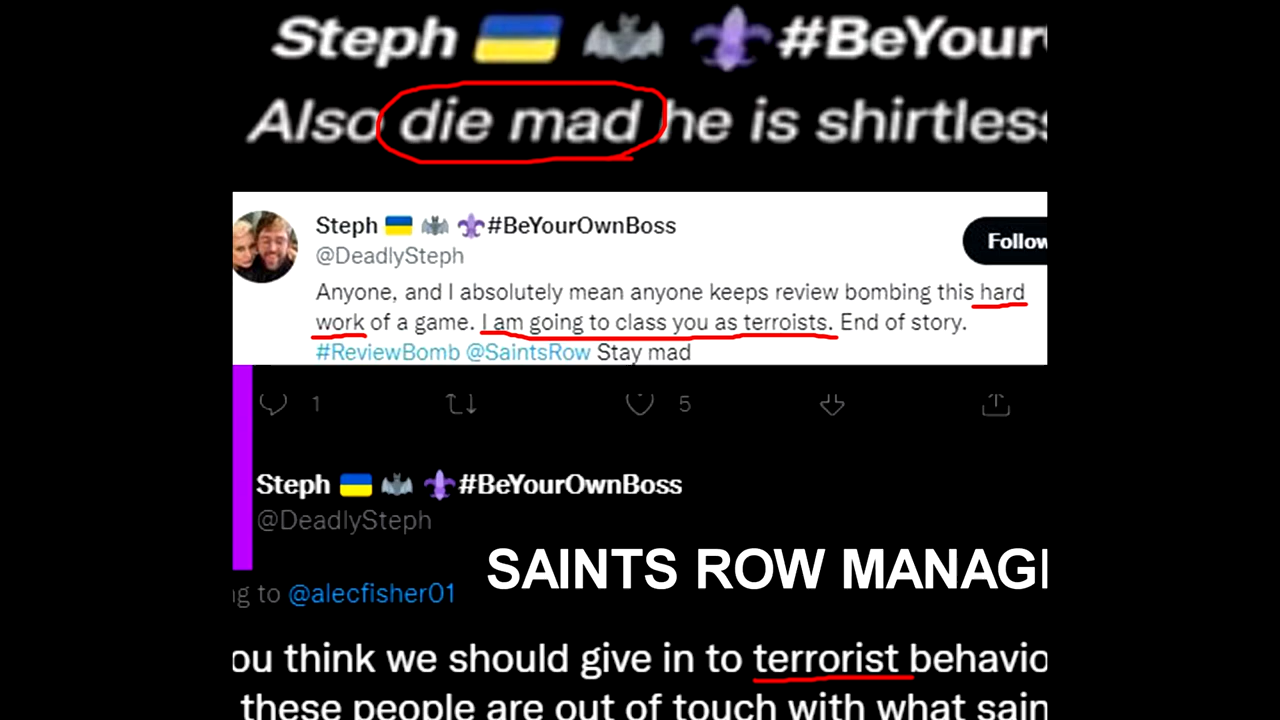 Steph 🇺🇦 🦇 ⚜#BeYour
Also die mad he is shirtless
Steph 🇺🇦 🦇 ⚜#BeYourOwnBoss
@DeadlySteph
Follow
Anyone, and I absolutely mean anyone keeps review bombing this hard
work of a game. I am going to class you as terroists. End of story.
#ReviewBomb @SaintsRow Stay mad
1 5
Steph 🇺🇦 🦇 ⚜#BeYourOwnBoss
@DeadlySteph
SAINTS ROW MANAG
ng to @alecfisher01
ou think we should give in to terrorist behavio
these people are out of touch with what sain